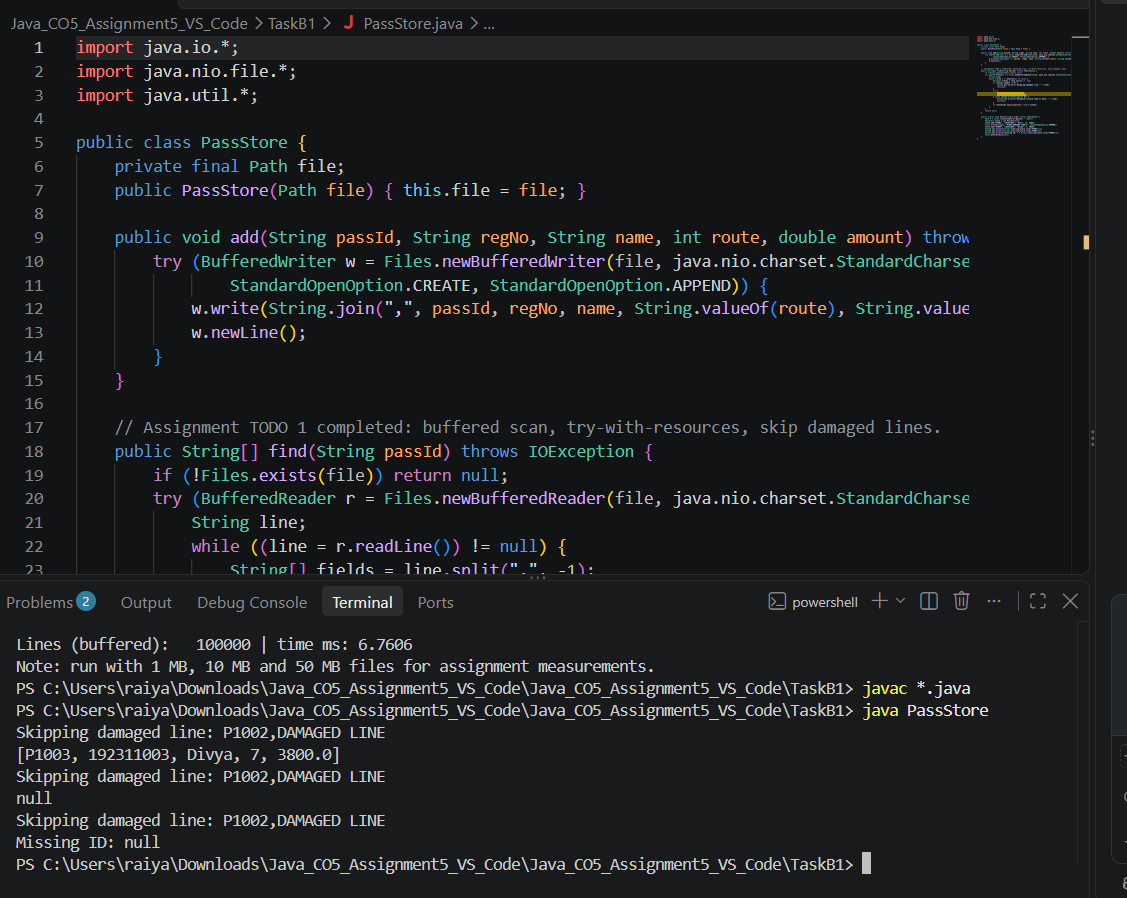 Java_CO5_Assignment5_VS_Code > TaskB1 > J PassStore.java > ...
1 import java.io.*;
2 import java.nio.file.*;
3 import java.util.*;
4
5 public class PassStore {
6 private final Path file;
7 public PassStore(Path file) { this.file = file; }
8
9 public void add(String passId, String regNo, String name, int route, double amount) throw
10 try (BufferedWriter w = Files.newBufferedWriter(file, java.nio.charset.StandardCharse
11 StandardOpenOption.CREATE, StandardOpenOption.APPEND)) {
12 w.write(String.join(",", passId, regNo, name, String.valueOf(route), String.value
13 w.newLine();
14 }
15 }
16
17 // Assignment TODO 1 completed: buffered scan, try-with-resources, skip damaged lines.
18 public String[] find(String passId) throws IOException {
19 if (!Files.exists(file)) return null;
20 try (BufferedReader r = Files.newBufferedReader(file, java.nio.charset.StandardCharse
21 String line;
22 while ((line = r.readLine()) != null) {
23 String[] fields = line.split(",", -1);
Problems 2 Output Debug Console Terminal Ports powershell
Lines (buffered): 100000 | time ms: 6.7606
Note: run with 1 MB, 10 MB and 50 MB files for assignment measurements.
PS C:\Users\raiya\Downloads\Java_CO5_Assignment5_VS_Code\Java_CO5_Assignment5_VS_Code\TaskB1> javac *.java
PS C:\Users\raiya\Downloads\Java_CO5_Assignment5_VS_Code\Java_CO5_Assignment5_VS_Code\TaskB1> java PassStore
Skipping damaged line: P1002,DAMAGED LINE
[P1003, 192311003, Divya, 7, 3800.0]
Skipping damaged line: P1002,DAMAGED LINE
null
Skipping damaged line: P1002,DAMAGED LINE
Missing ID: null
PS C:\Users\raiya\Downloads\Java_CO5_Assignment5_VS_Code\Java_CO5_Assignment5_VS_Code\TaskB1>